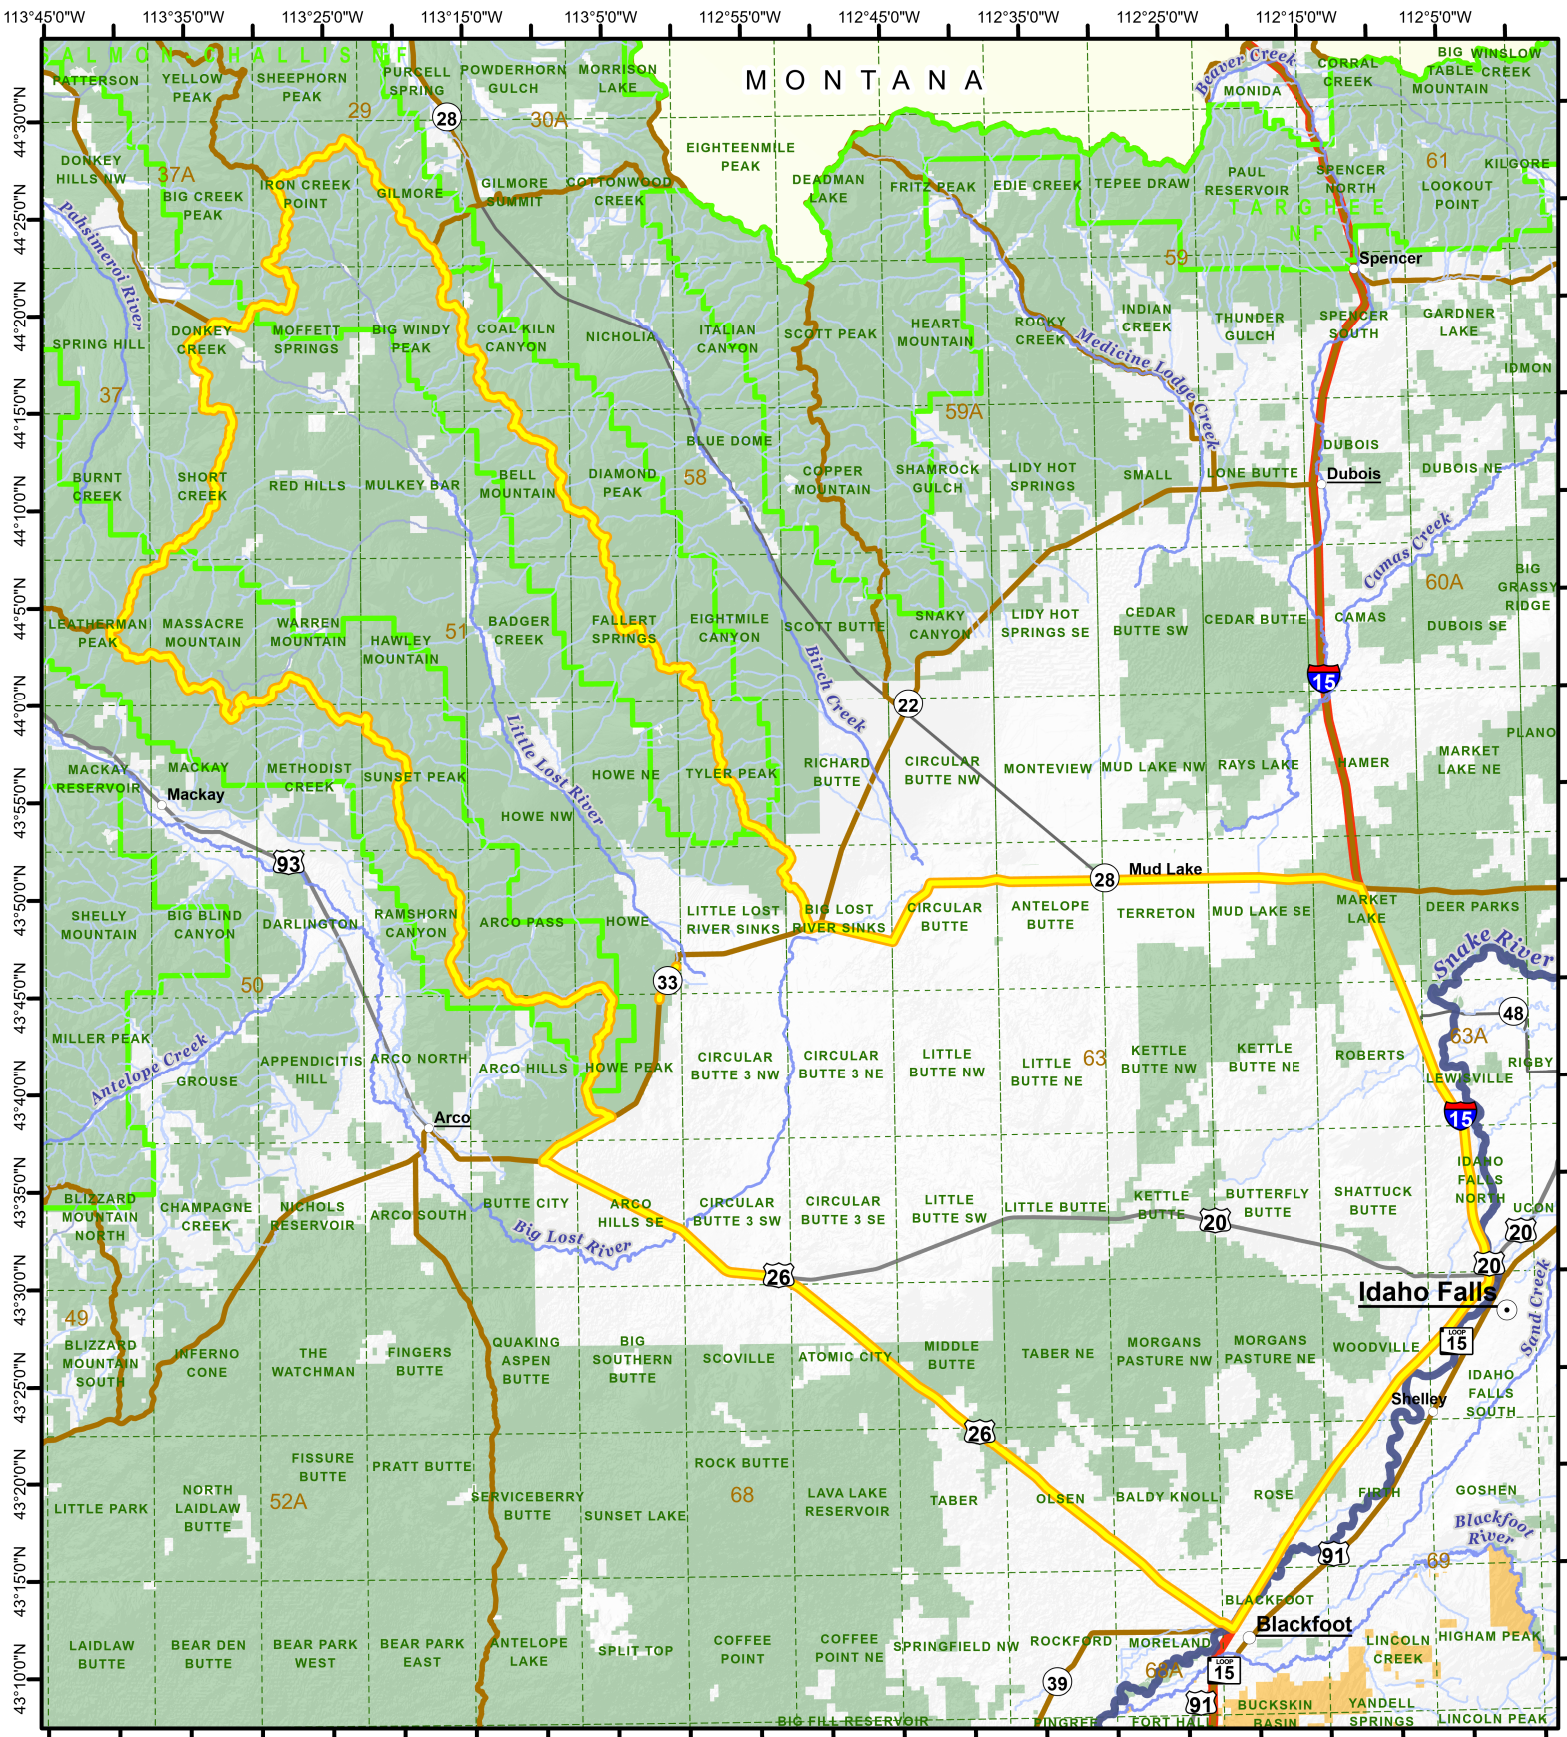 113°45'0"W 113°35'0"W 113°25'0"W 113°15'0"W 113°5'0"W 112°55'0"W 112°45'0"W 112°35'0"W 112°25'0"W 112°15'0"W 112°5'0"W
SALMON-CHALLIS NF
MONTANA
Beaver Creek
PATTERSON
YELLOW PEAK
SHEEPHORN PEAK
PURCELL SPRING
POWDERHORN GULCH
MORRISON LAKE
MONIDA
CORRAL CREEK
BIG TABLE MOUNTAIN
WINSLOW CREEK
29
28
30A
44°30'0"N
DONKEY HILLS NW
37A
BIG CREEK PEAK
IRON CREEK POINT
GILMORE
GILMORE SUMMIT
COTTONWOOD CREEK
EIGHTEENMILE PEAK
DEADMAN LAKE
FRITZ PEAK
EDIE CREEK
TEPEE DRAW
PAUL RESERVOIR
SPENCER NORTH
61
LOOKOUT POINT
KILGORE
TARGHEE NF
44°25'0"N
Pahsimeroi River
59
Spencer
44°20'0"N
SPRING HILL
DONKEY CREEK
MOFFETT SPRINGS
BIG WINDY PEAK
COAL KILN CANYON
NICHOLIA
ITALIAN CANYON
SCOTT PEAK
HEART MOUNTAIN
ROCKY CREEK
INDIAN CREEK
THUNDER GULCH
SPENCER SOUTH
GARDNER LAKE
IDMON
Medicine Lodge Creek
37
44°15'0"N
59A
BLUE DOME
DUBOIS
BURNT CREEK
SHORT CREEK
RED HILLS
MULKEY BAR
BELL MOUNTAIN
DIAMOND PEAK
58
COPPER MOUNTAIN
SHAMROCK GULCH
LIDY HOT SPRINGS
SMALL
LONE BUTTE
Dubois
DUBOIS NE
44°10'0"N
Camas Creek
60A
BIG GRASSY RIDGE
44°5'0"N
LEATHERMAN PEAK
MASSACRE MOUNTAIN
WARREN MOUNTAIN
HAWLEY MOUNTAIN
51
BADGER CREEK
FALLERT SPRINGS
EIGHTMILE CANYON
SCOTT BUTTE
SNAKY CANYON
LIDY HOT SPRINGS SE
CEDAR BUTTE SW
CEDAR BUTTE
CAMAS
DUBOIS SE
15
44°0'0"N
Little Lost River
Birch Creek
22
MACKAY RESERVOIR
MACKAY
Mackay
METHODIST CREEK
SUNSET PEAK
HOWE NE
TYLER PEAK
RICHARD BUTTE
CIRCULAR BUTTE NW
MONTEVIEW
MUD LAKE NW
RAYS LAKE
HAMER
MARKET LAKE NE
PLANO
43°55'0"N
HOWE NW
93
28
Mud Lake
43°50'0"N
SHELLY MOUNTAIN
BIG BLIND CANYON
DARLINGTON
RAMSHORN CANYON
ARCO PASS
HOWE
LITTLE LOST RIVER SINKS
BIG LOST RIVER SINKS
CIRCULAR BUTTE
ANTELOPE BUTTE
TERRETON
MUD LAKE SE
MARKET LAKE
DEER PARKS
Snake River
33
50
43°45'0"N
48
63A
MILLER PEAK
Antelope Creek
GROUSE
APPENDICITIS HILL
ARCO NORTH
ARCO HILLS
HOWE PEAK
CIRCULAR BUTTE 3 NW
CIRCULAR BUTTE 3 NE
LITTLE BUTTE NW
LITTLE BUTTE NE
63
KETTLE BUTTE NW
KETTLE BUTTE NE
ROBERTS
LEWISVILLE
RIGBY
43°40'0"N
Arco
15
IDAHO FALLS NORTH
43°35'0"N
BLIZZARD MOUNTAIN NORTH
CHAMPAGNE CREEK
NICHOLS RESERVOIR
ARCO SOUTH
BUTTE CITY
Big Lost River
ARCO HILLS SE
CIRCULAR BUTTE 3 SW
CIRCULAR BUTTE 3 SE
LITTLE BUTTE SW
LITTLE BUTTE
KETTLE BUTTE
20
BUTTERFLY BUTTE
SHATTUCK BUTTE
UCON
20
20
26
43°30'0"N
Idaho Falls
Sand Creek
49
LOOP 15
BLIZZARD MOUNTAIN SOUTH
INFERNO CONE
THE WATCHMAN
FINGERS BUTTE
QUAKING ASPEN BUTTE
BIG SOUTHERN BUTTE
SCOVILLE
ATOMIC CITY
MIDDLE BUTTE
TABER NE
MORGANS PASTURE NW
MORGANS PASTURE NE
WOODVILLE
IDAHO FALLS SOUTH
Shelley
43°25'0"N
26
FISSURE BUTTE
PRATT BUTTE
ROCK BUTTE
43°20'0"N
LITTLE PARK
NORTH LAIDLAW BUTTE
52A
SERVICEBERRY BUTTE
SUNSET LAKE
68
LAVA LAKE RESERVOIR
TABER
OLSEN
BALDY KNOLL
ROSE
FIRTH
GOSHEN
Blackfoot River
91
69
43°15'0"N
BLACKFOOT
Blackfoot
LAIDLAW BUTTE
BEAR DEN BUTTE
BEAR PARK WEST
BEAR PARK EAST
ANTELOPE LAKE
SPLIT TOP
COFFEE POINT
COFFEE POINT NE
SPRINGFIELD NW
ROCKFORD
MORELAND
LINCOLN CREEK
HIGHAM PEAK
68A
LOOP 15
39
43°10'0"N
91
BIG FILL RESERVOIR
PINGREE
FORT HALL
BUCKSKIN BASIN
YANDELL SPRINGS
LINCOLN PEAK